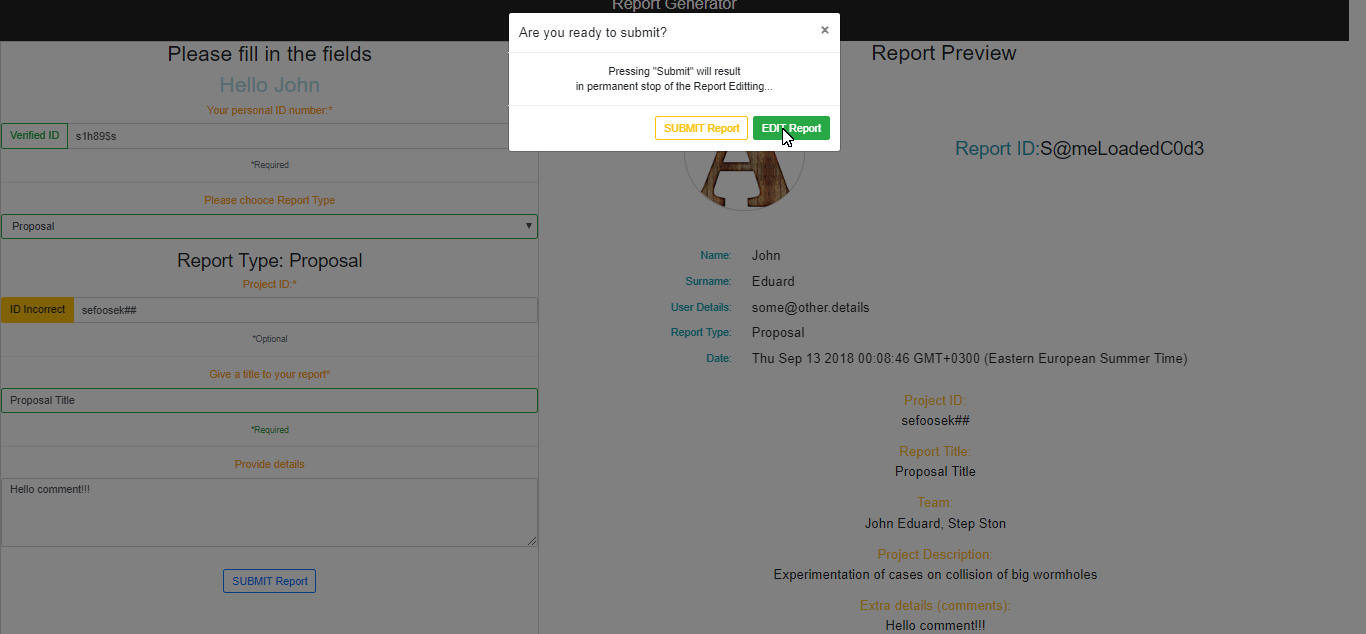 Report Generator
Are you ready to submit?
×
Pressing "Submit" will result
in permanent stop of the Report Editting...
SUBMIT Report
EDIT Report
Please fill in the fields
Hello John
Your personal ID number:*
Verified ID
s1h89$s
*Required
Please chooce Report Type
Proposal
Report Type: Proposal
Project ID:*
ID Incorrect
sefoosek##
*Optional
Give a title to your report*
Proposal Title
*Required
Provide details
Hello comment!!!
SUBMIT Report
Report Preview
A
Report ID:S@meLoadedC0d3
Name: John
Surname: Eduard
User Details: some@other.details
Report Type: Proposal
Date: Thu Sep 13 2018 00:08:46 GMT+0300 (Eastern European Summer Time)
Project ID:
sefoosek##
Report Title:
Proposal Title
Team:
John Eduard, Step Ston
Project Description:
Experimentation of cases on collision of big wormholes
Extra details (comments):
Hello comment!!!